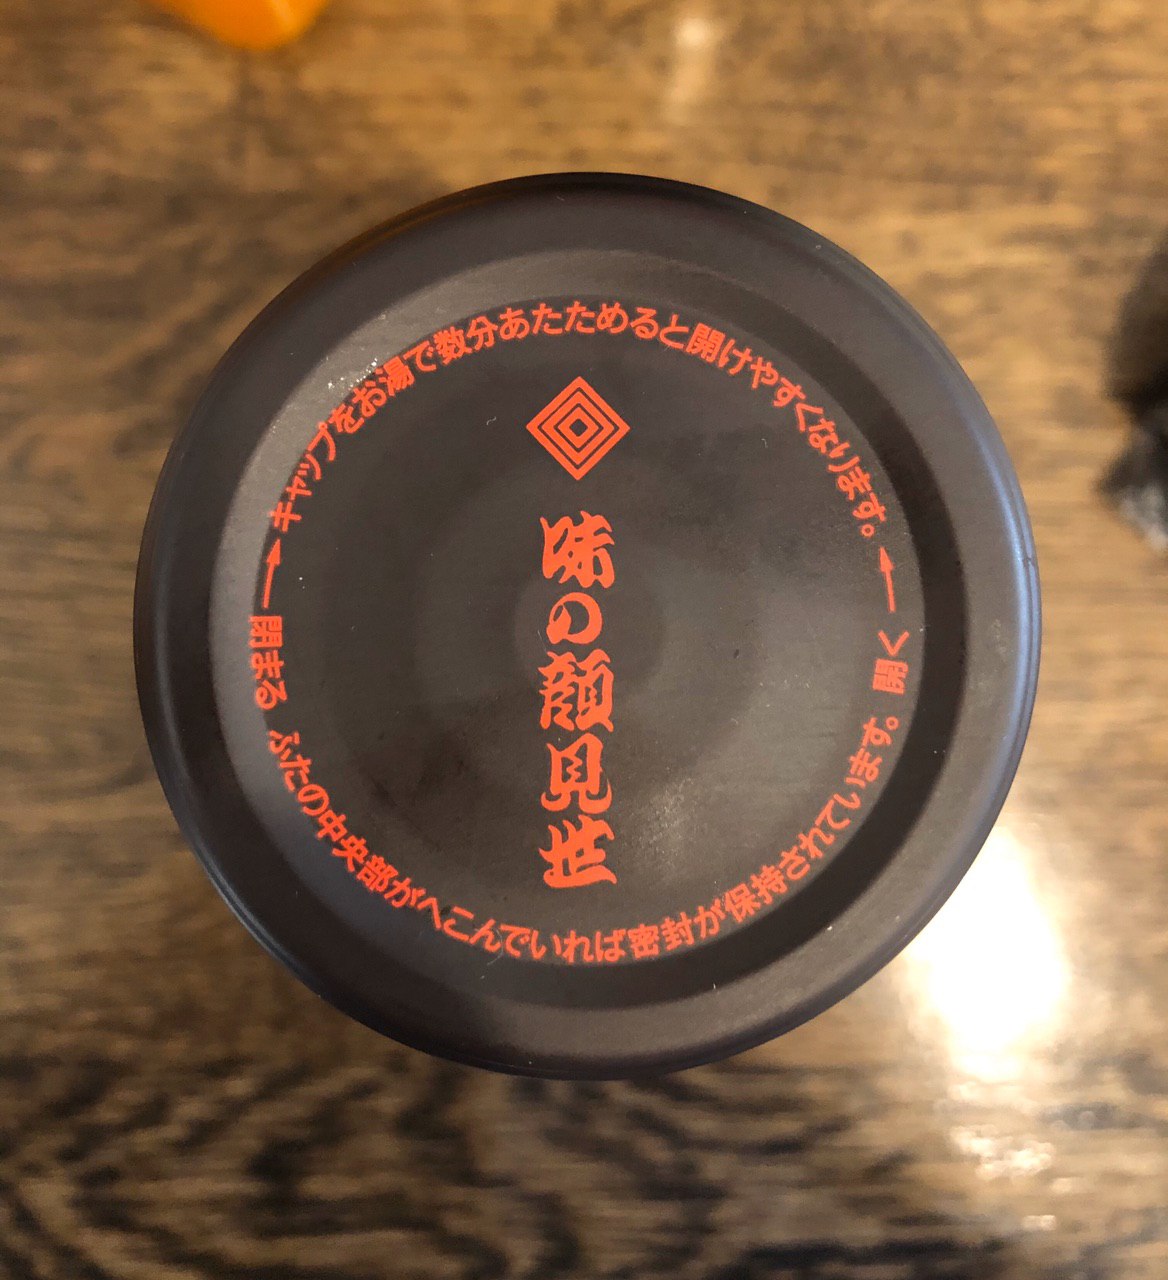 キャップをお湯で数分あたためると開けやすくなります。
味の顔見世
閉まる
開く
ふたの中央部がへこんでいれば密封が保持されています。